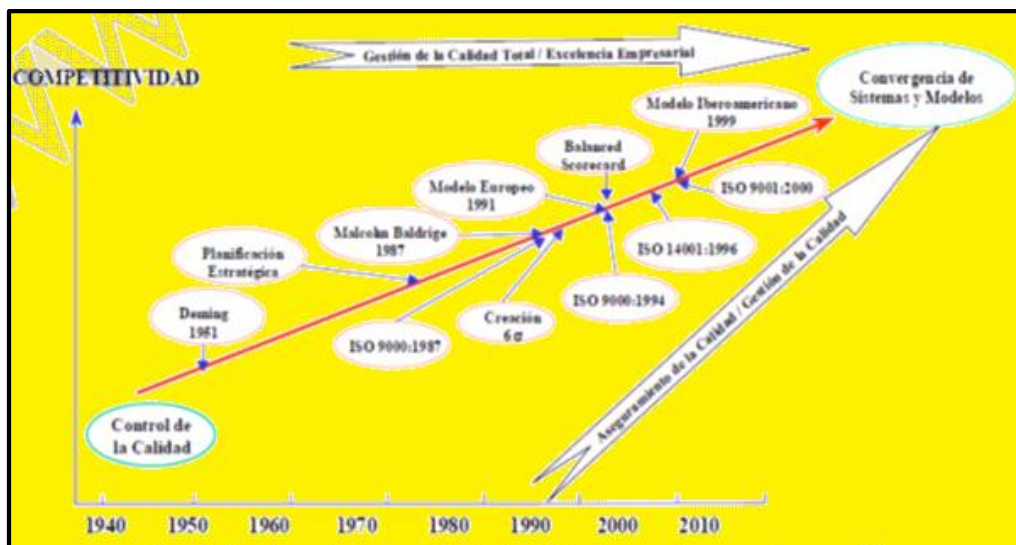 Gestión de la Calidad Total / Excelencia Empresarial
COMPETITIVIDAD
Convergencia de
Sistemas y Modelos
Modelo Iberoamericano
1999
Balanced
Scorecard
Modelo Europeo
1991
ISO 9001:2000
Malcohn Baldrige
1987
ISO 14001:1996
Planificación
Estratégica
ISO 9000:1994
Deming
1951
Creación
6σ
ISO 9000:1987
Aseguramiento de la Calidad / Gestión de la Calidad
Control de
la Calidad
1940 1950 1960 1970 1980 1990 2000 2010